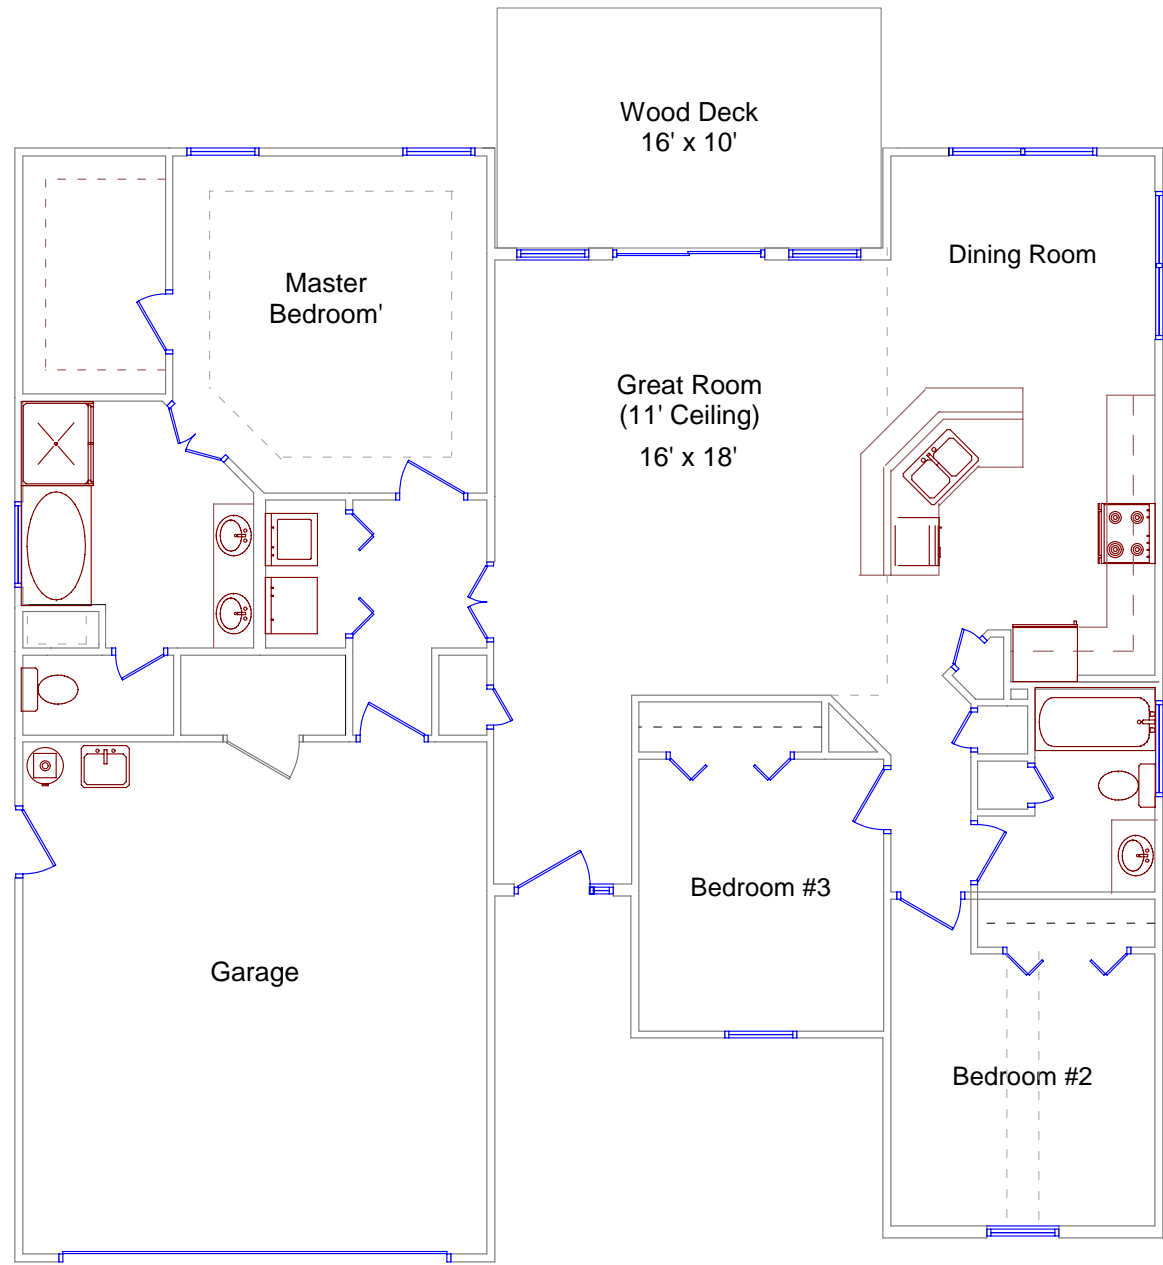 Wood Deck
16' x 10'
Dining Room
Master
Bedroom'
Great Room
(11' Ceiling)
16' x 18'
Bedroom #3
Garage
Bedroom #2